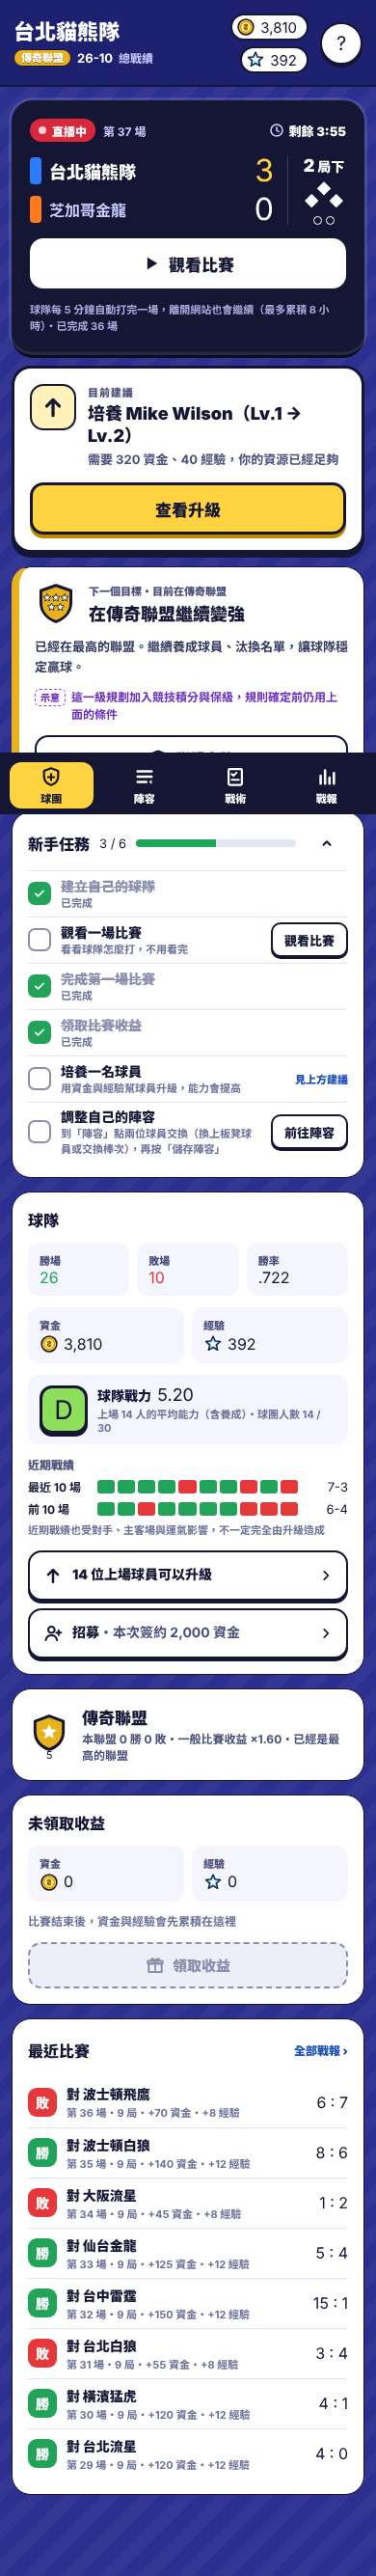 台北貓熊隊
傳奇聯盟 26-10 總戰績
3,810
392
?
直播中 第 37 場 剩餘 3:55
台北貓熊隊 3
芝加哥金龍 0
2 局下
觀看比賽
球隊每 5 分鐘自動打完一場，離開網站也會繼續（最多累積 8 小
時）・已完成 36 場
目前建議
培養 Mike Wilson（Lv.1 →
Lv.2）
需要 320 資金、40 經驗，你的資源已經足夠
查看升級
下一個目標・目前在傳奇聯盟
在傳奇聯盟繼續變強
已經在最高的聯盟。繼續養成球員、汰換名單，讓球隊穩
定贏球。
示意 這一級規劃加入競技積分與保級，規則確定前仍用上
面的條件
球團 陣容 戰術 戰報
新手任務 3 / 6
建立自己的球隊
已完成
觀看一場比賽
看看球隊怎麼打，不用看完
觀看比賽
完成第一場比賽
已完成
領取比賽收益
已完成
培養一名球員
用資金與經驗幫球員升級，能力會提高
見上方建議
調整自己的陣容
到「陣容」點兩位球員交換（換上板凳球
員或交換棒次），再按「儲存陣容」
前往陣容
球隊
勝場 敗場 勝率
26 10 .722
資金 經驗
3,810 392
D
球隊戰力 5.20
上場 14 人的平均能力（含養成）・球團人數 14 /
30
近期戰績
最近 10 場 7-3
前 10 場 6-4
近期戰績也受對手、主客場與運氣影響，不一定完全由升級造成
14 位上場球員可以升級
招募・本次簽約 2,000 資金
5
傳奇聯盟
本聯盟 0 勝 0 敗・一般比賽收益 ×1.60・已經是最
高的聯盟
未領取收益
資金 經驗
0 0
比賽結束後，資金與經驗會先累積在這裡
領取收益
最近比賽 全部戰報 ›
敗 對 波士頓飛鷹 6 : 7
第 36 場・9 局・+70 資金・+8 經驗
勝 對 波士頓白狼 8 : 6
第 35 場・9 局・+140 資金・+12 經驗
敗 對 大阪流星 1 : 2
第 34 場・9 局・+45 資金・+8 經驗
勝 對 仙台金龍 5 : 4
第 33 場・9 局・+125 資金・+12 經驗
勝 對 台中雷霆 15 : 1
第 32 場・9 局・+150 資金・+12 經驗
敗 對 台北白狼 3 : 4
第 31 場・9 局・+55 資金・+8 經驗
勝 對 橫濱猛虎 4 : 1
第 30 場・9 局・+120 資金・+12 經驗
勝 對 台北流星 4 : 0
第 29 場・9 局・+120 資金・+12 經驗